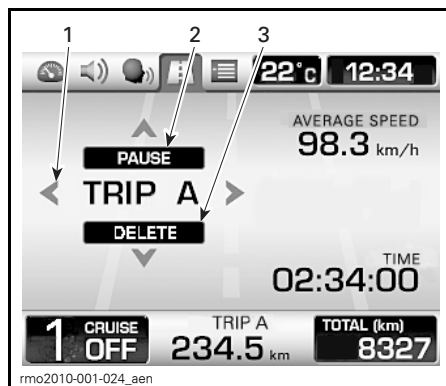 1 2 3
22°c 12:34
AVERAGE SPEED
98.3 km/h
PAUSE
TRIP A
DELETE
TIME
02:34:00
1 CRUISE OFF
TRIP A
234.5 km
TOTAL (km)
8327
rmo2010-001-024_aen